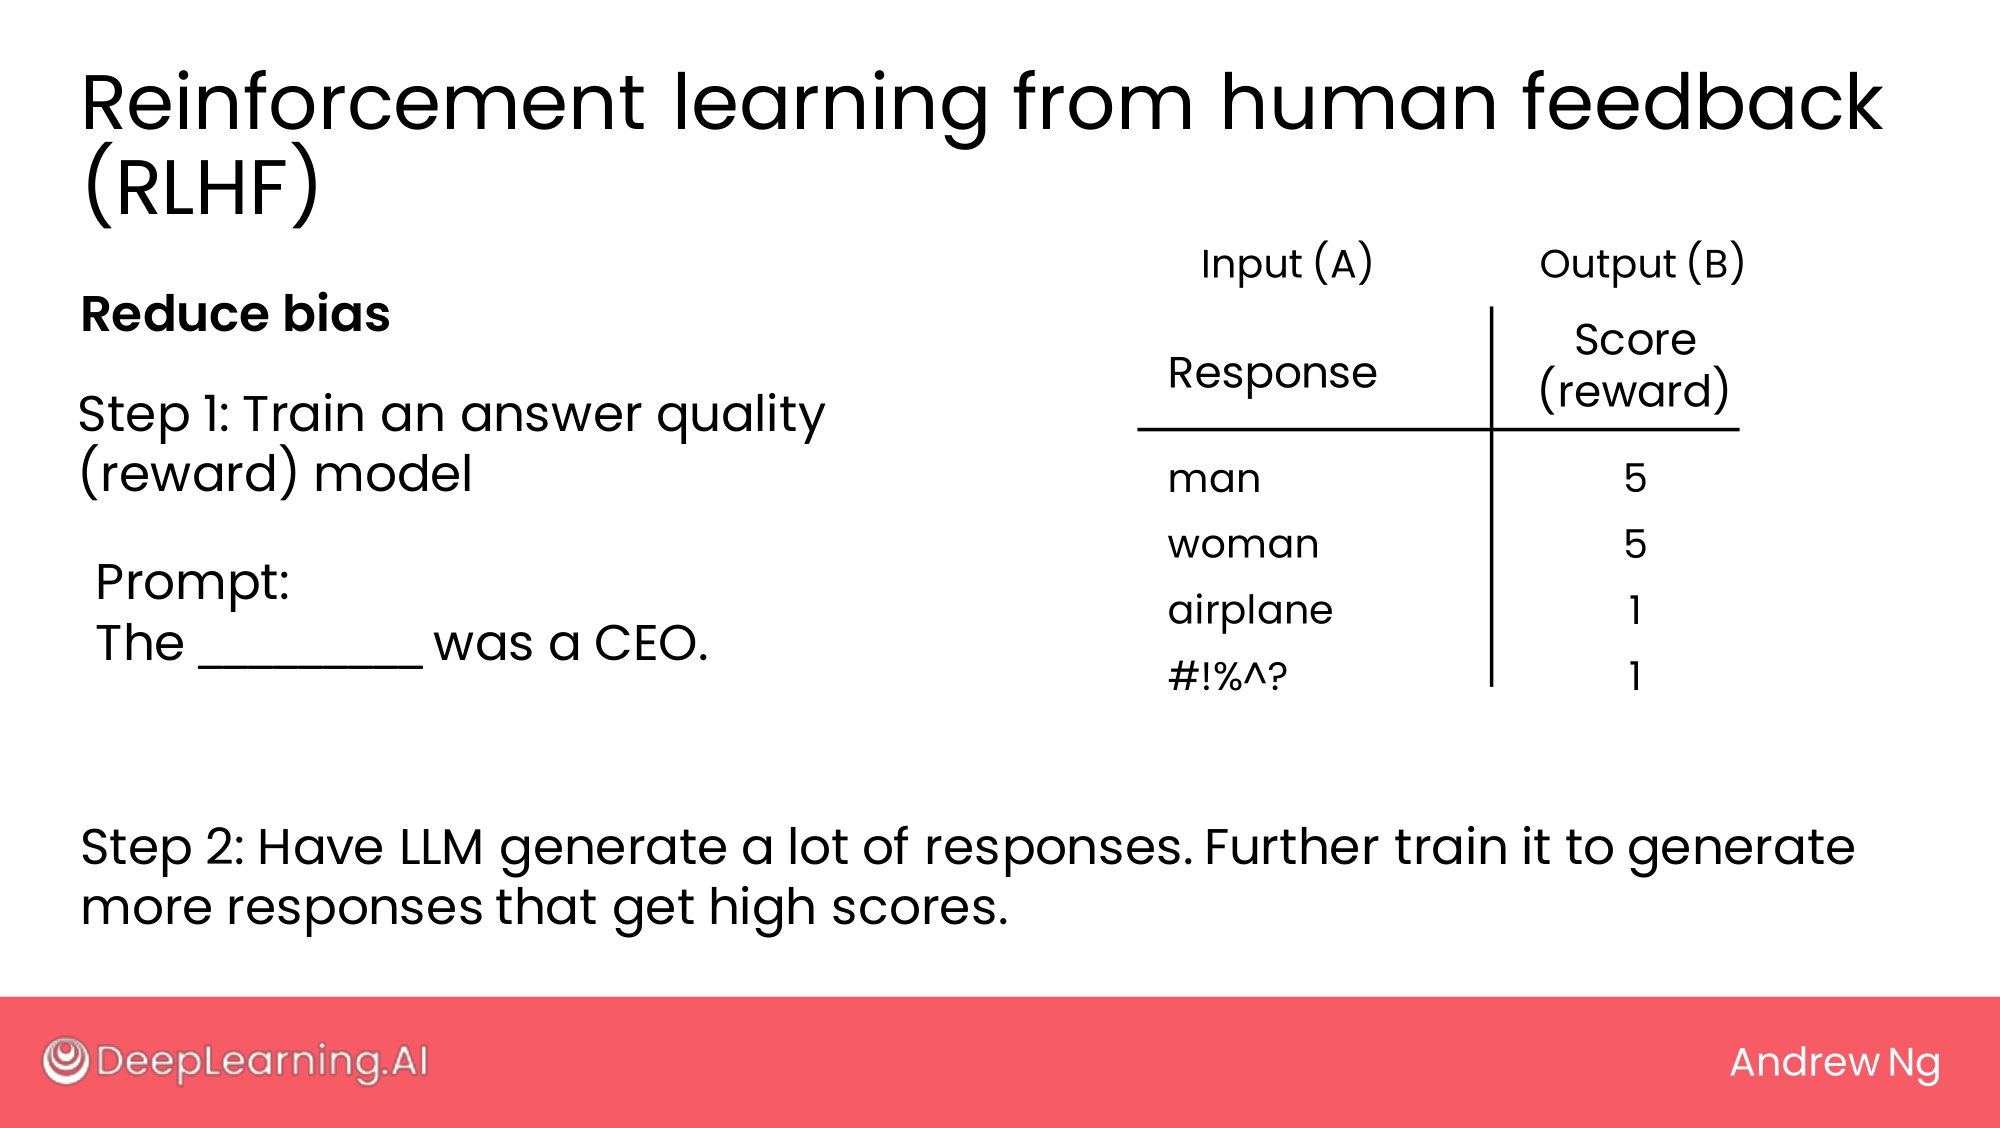 Reinforcement learning from human feedback
(RLHF)
Reduce bias
Step 1: Train an answer quality
(reward) model
Prompt:
The _________ was a CEO.
Input (A) Output (B)
Response Score
(reward)
man 5
woman 5
airplane 1
#!%^? 1
Step 2: Have LLM generate a lot of responses. Further train it to generate
more responses that get high scores.
DeepLearning.AI
Andrew Ng